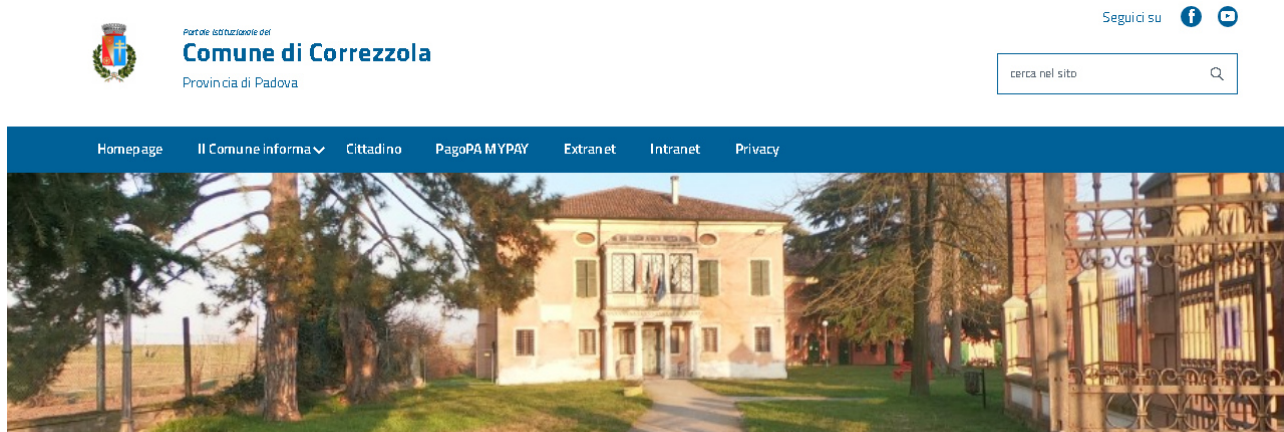 Seguici su
Portale istituzionale del
Comune di Correzzola
Provincia di Padova
cerca nel sito
Homepage Il Comune informa Cittadino PagoPA MYPAY Extranet Intranet Privacy